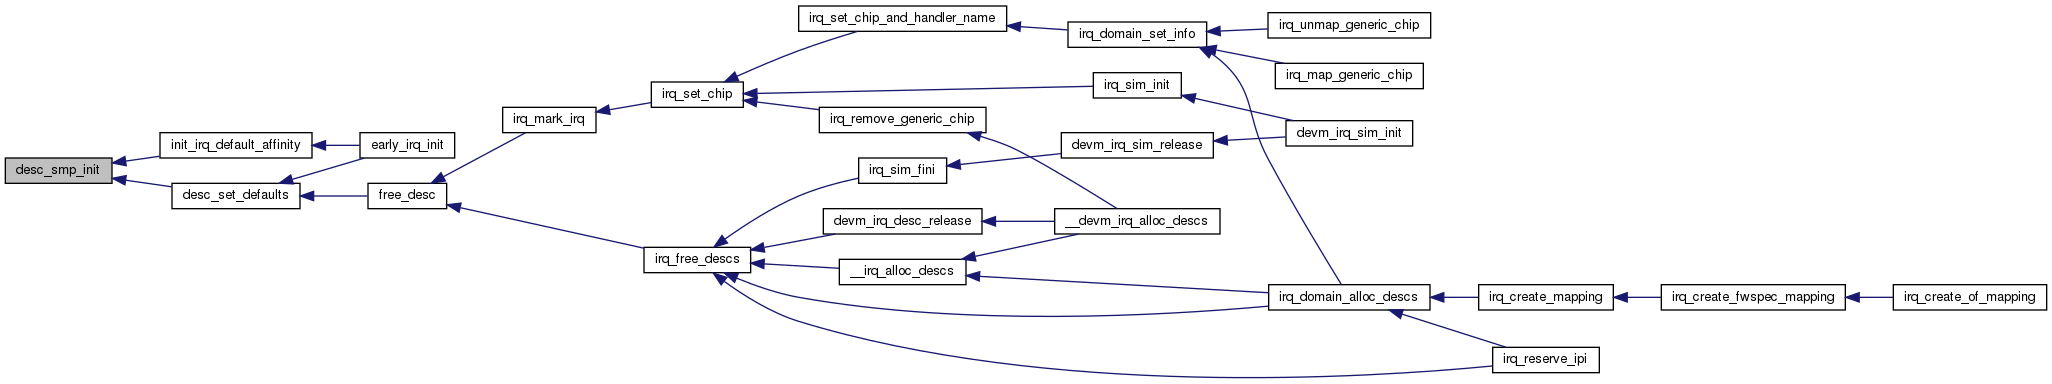 desc_smp_init
init_irq_default_affinity
desc_set_defaults
early_irq_init
free_desc
irq_mark_irq
irq_set_chip
irq_free_descs
irq_set_chip_and_handler_name
irq_remove_generic_chip
irq_sim_fini
devm_irq_desc_release
__irq_alloc_descs
irq_domain_set_info
irq_sim_init
devm_irq_sim_release
__devm_irq_alloc_descs
irq_unmap_generic_chip
irq_map_generic_chip
devm_irq_sim_init
irq_domain_alloc_descs
irq_create_mapping
irq_reserve_ipi
irq_create_fwspec_mapping
irq_create_of_mapping